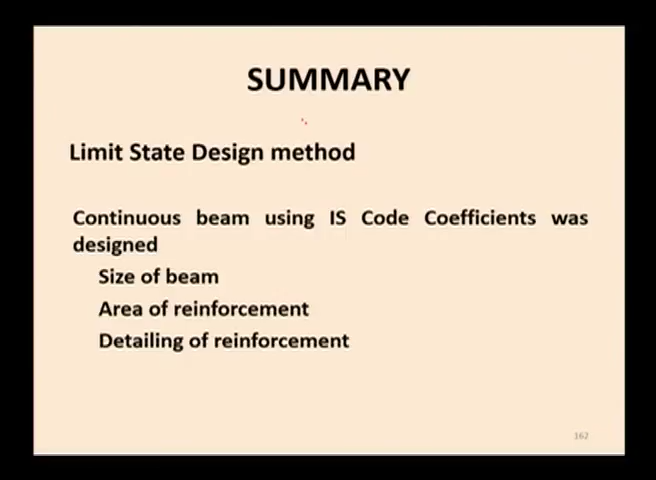 SUMMARY
Limit State Design method
Continuous beam using IS Code Coefficients was
designed
Size of beam
Area of reinforcement
Detailing of reinforcement
162